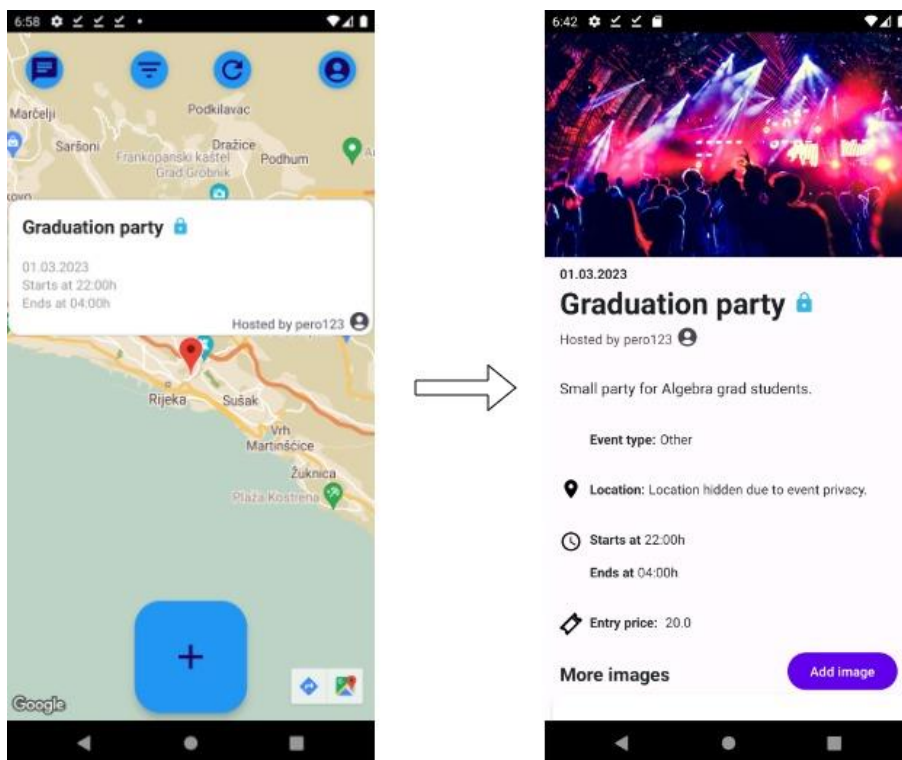 6:58
Marčelji
Podkilavac
Saršoni
Dražice
Frankopanski kaštel
Grad Grobnik
Podhum
Graduation party
01.03.2023
Starts at 22:00h
Ends at 04:00h
Hosted by pero123
Rijeka
Sušak
Vrh
Martinšćice
Žuknica
Plaža Kostrena
+
Google
6:42
01.03.2023
Graduation party
Hosted by pero123
Small party for Algebra grad students.
Event type: Other
Location: Location hidden due to event privacy.
Starts at 22:00h
Ends at 04:00h
Entry price: 20.0
More images
Add image